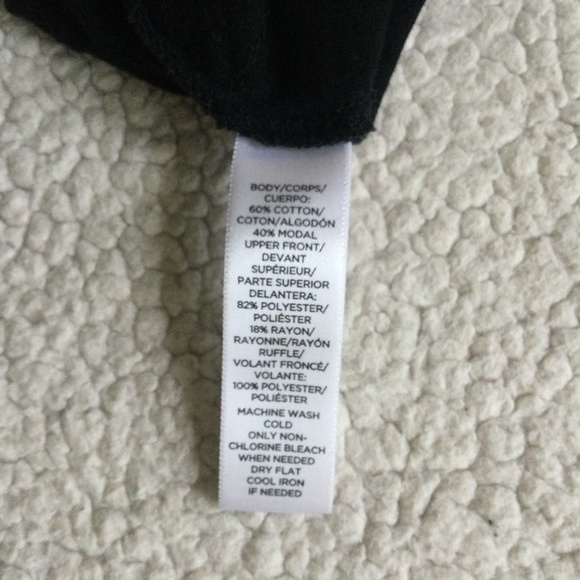 BODY/CORPS/
CUERPO:
60% COTTON/
COTON/ALGODÓN
40% MODAL
UPPER FRONT/
DEVANT
SUPÉRIEUR/
PARTE SUPERIOR
DELANTERA:
82% POLYESTER/
POLIÉSTER
18% RAYON/
RAYONNE/RAYÓN
RUFFLE/
VOLANT FRONCÉ/
VOLANTE:
100% POLYESTER/
POLIÉSTER
MACHINE WASH
COLD
ONLY NON-
CHLORINE BLEACH
WHEN NEEDED
DRY FLAT
COOL IRON
IF NEEDED